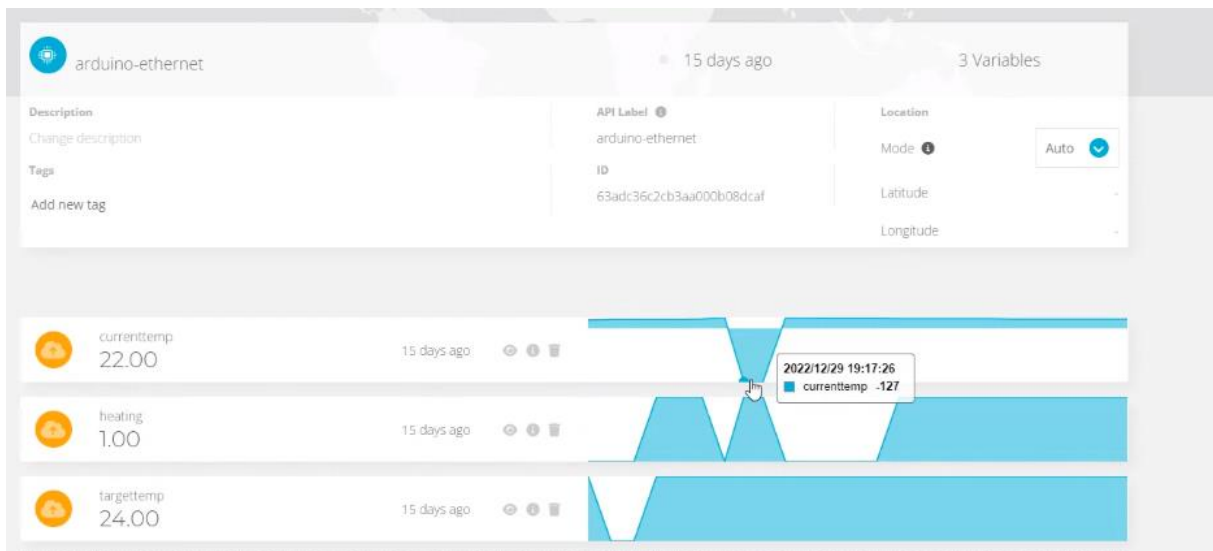 arduino-ethernet
15 days ago
3 Variables
Description
Change description
Tags
Add new tag
API Label
arduino-ethernet
ID
63adc36c2cb3aa000b08dcaf
Location
Mode
Auto
Latitude
-
Longitude
-
currenttemp
22.00
15 days ago
2022/12/29 19:17:26
currenttemp -127
heating
1.00
15 days ago
targettemp
24.00
15 days ago